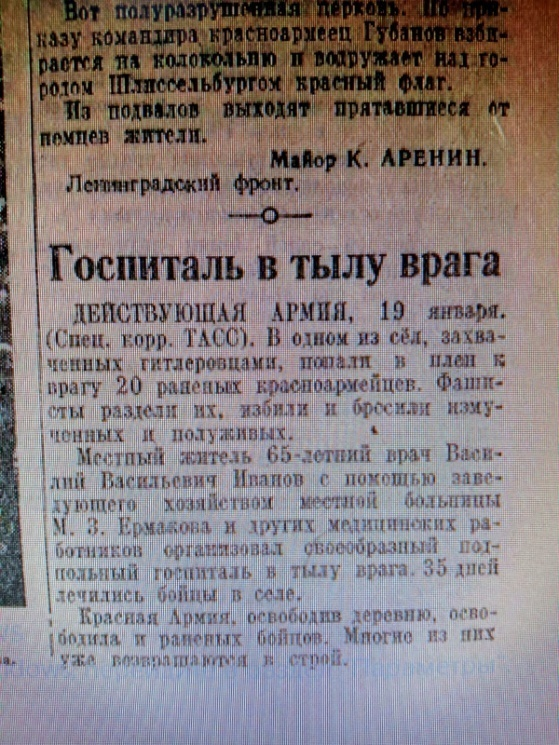 Вот полуразрушенная церковь. По при-
казу командира красноармеец Губанов взби-
рается на колокольню и водружает над го-
родом Шлиссельбургом красный флаг.
Из подвалов выходят прятавшиеся от
немцев жители.
Майор К. АРЕНИН.
Ленинградский фронт.
Госпиталь в тылу врага
ДЕЙСТВУЮЩАЯ АРМИЯ, 19 января.
(Спец. корр. ТАСС). В одном из сёл, захва-
ченных гитлеровцами, попали в плен к
врагу 20 раненых красноармейцев. Фаши-
сты раздели их, избили и бросили изму-
ченных и полуживых.
Местный житель 65-летний врач Васи-
лий Васильевич Иванов с помощью заве-
дующего хозяйством местной больницы
М. З. Ермакова и других медицинских ра-
ботников организовал своеобразный под-
польный госпиталь в тылу врага. 35 дней
лечились бойцы в селе.
Красная Армия, освободив деревню, осво-
бодила и раненых бойцов. Многие из них
уже возвращаются в строй.